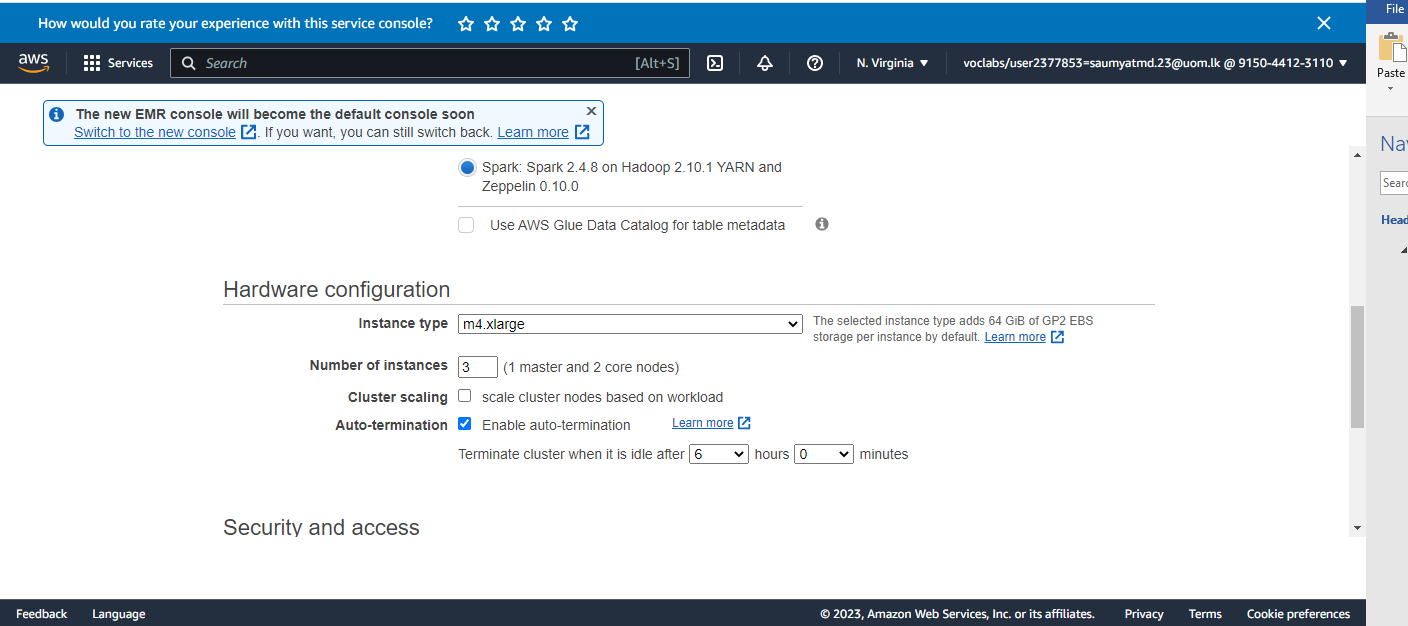 How would you rate your experience with this service console?
File
aws
Services
Search
[Alt+S]
N. Virginia
voclabs/user2377853=saumyatmd.23@uom.lk @ 9150-4412-3110
Paste
The new EMR console will become the default console soon
Switch to the new console. If you want, you can still switch back. Learn more
Nav
Sear
Head
Spark: Spark 2.4.8 on Hadoop 2.10.1 YARN and
Zeppelin 0.10.0
Use AWS Glue Data Catalog for table metadata
Hardware configuration
Instance type
m4.xlarge
The selected instance type adds 64 GiB of GP2 EBS
storage per instance by default. Learn more
Number of instances
3
(1 master and 2 core nodes)
Cluster scaling
scale cluster nodes based on workload
Auto-termination
Enable auto-termination
Learn more
Terminate cluster when it is idle after 6 hours 0 minutes
Security and access
Feedback
Language
© 2023, Amazon Web Services, Inc. or its affiliates.
Privacy
Terms
Cookie preferences